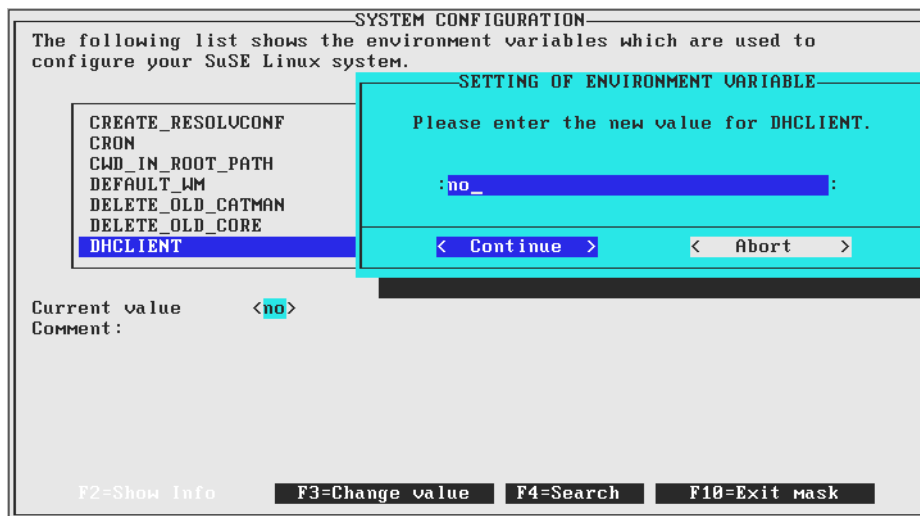 SYSTEM CONFIGURATION
The following list shows the environment variables which are used to
configure your SuSE Linux system.
SETTING OF ENVIRONMENT VARIABLE
Please enter the new value for DHCLIENT.
:no_ :
< Continue > < Abort >
CREATE_RESOLVCONF
CRON
CWD_IN_ROOT_PATH
DEFAULT_WM
DELETE_OLD_CATMAN
DELETE_OLD_CORE
DHCLIENT
Current value <no>
Comment:
F2=Show Info F3=Change value F4=Search F10=Exit mask